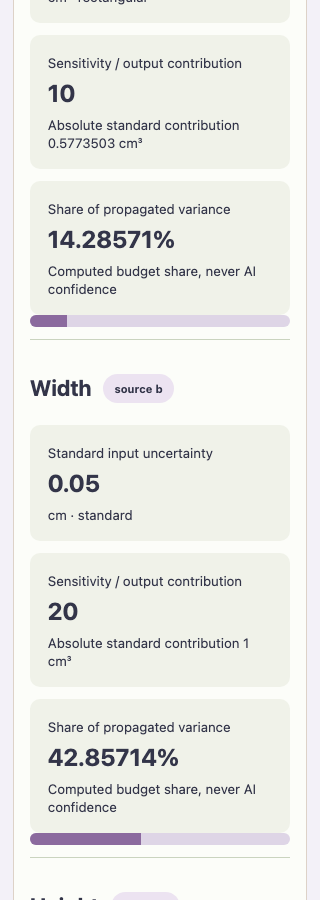 cm · rectangular
Sensitivity / output contribution
10
Absolute standard contribution
0.5773503 cm³
Share of propagated variance
14.28571%
Computed budget share, never AI
confidence
Width source b
Standard input uncertainty
0.05
cm · standard
Sensitivity / output contribution
20
Absolute standard contribution 1
cm³
Share of propagated variance
42.85714%
Computed budget share, never AI
confidence